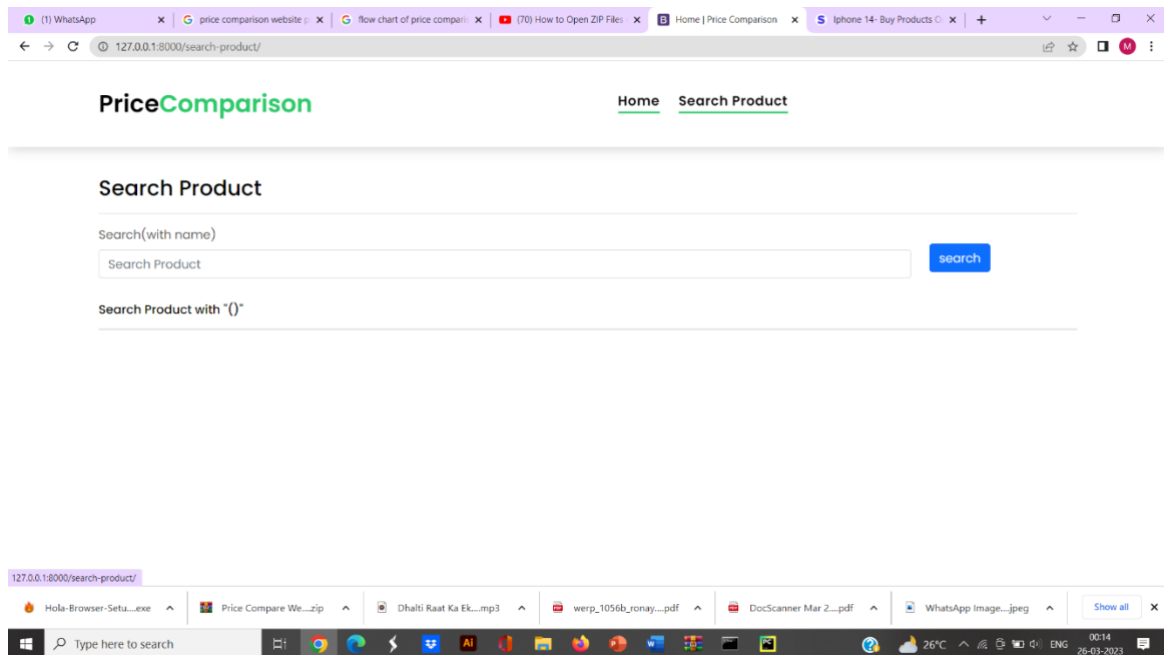 (1) WhatsApp
price comparison website p
flow chart of price comparis
(70) How to Open ZIP Files
Home | Price Comparison
Iphone 14- Buy Products O
127.0.0.1:8000/search-product/
M
PriceComparison
Home
Search Product
Search Product
Search(with name)
Search Product
search
Search Product with "()"
127.0.0.1:8000/search-product/
Hola-Browser-Setu....exe
Price Compare We....zip
Dhalti Raat Ka Ek....mp3
werp_1056b_ronay....pdf
DocScanner Mar 2....pdf
WhatsApp Image...jpeg
Show all
Type here to search
Ai
26°C
ENG
00:14
26-03-2023